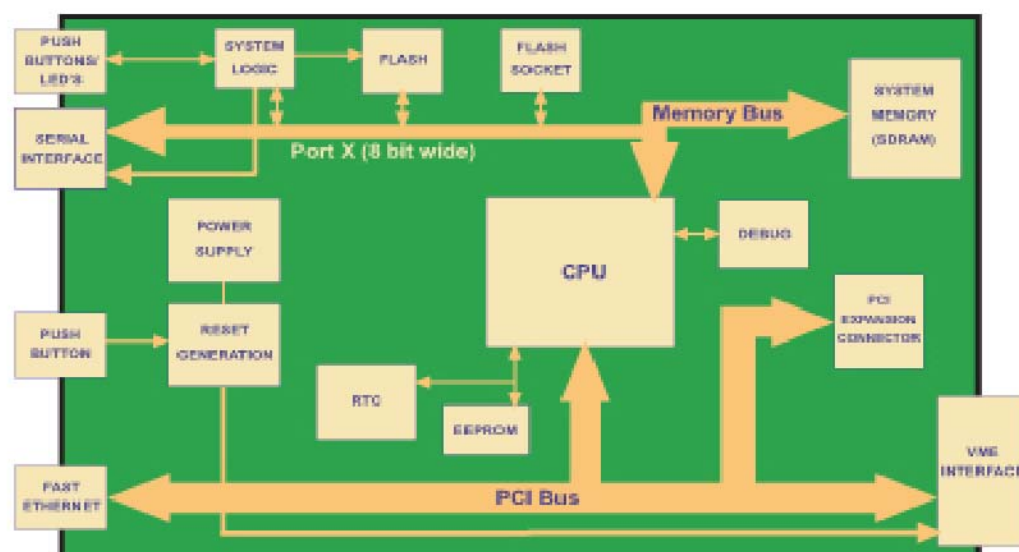 PUSH
BUTTONS/
LED'S
SYSTEM
LOGIC
FLASH
FLASH
SOCKET
SYSTEM
MEMORY
(SDRAM)
SERIAL
INTERFACE
Memory Bus
Port X (8 bit wide)
POWER
SUPPLY
CPU
DEBUG
PUSH
BUTTON
RESET
GENERATION
PCI
EXPANSION
CONNECTOR
RTC
EEPROM
VME
INTERFACE
FAST
ETHERNET
PCI Bus